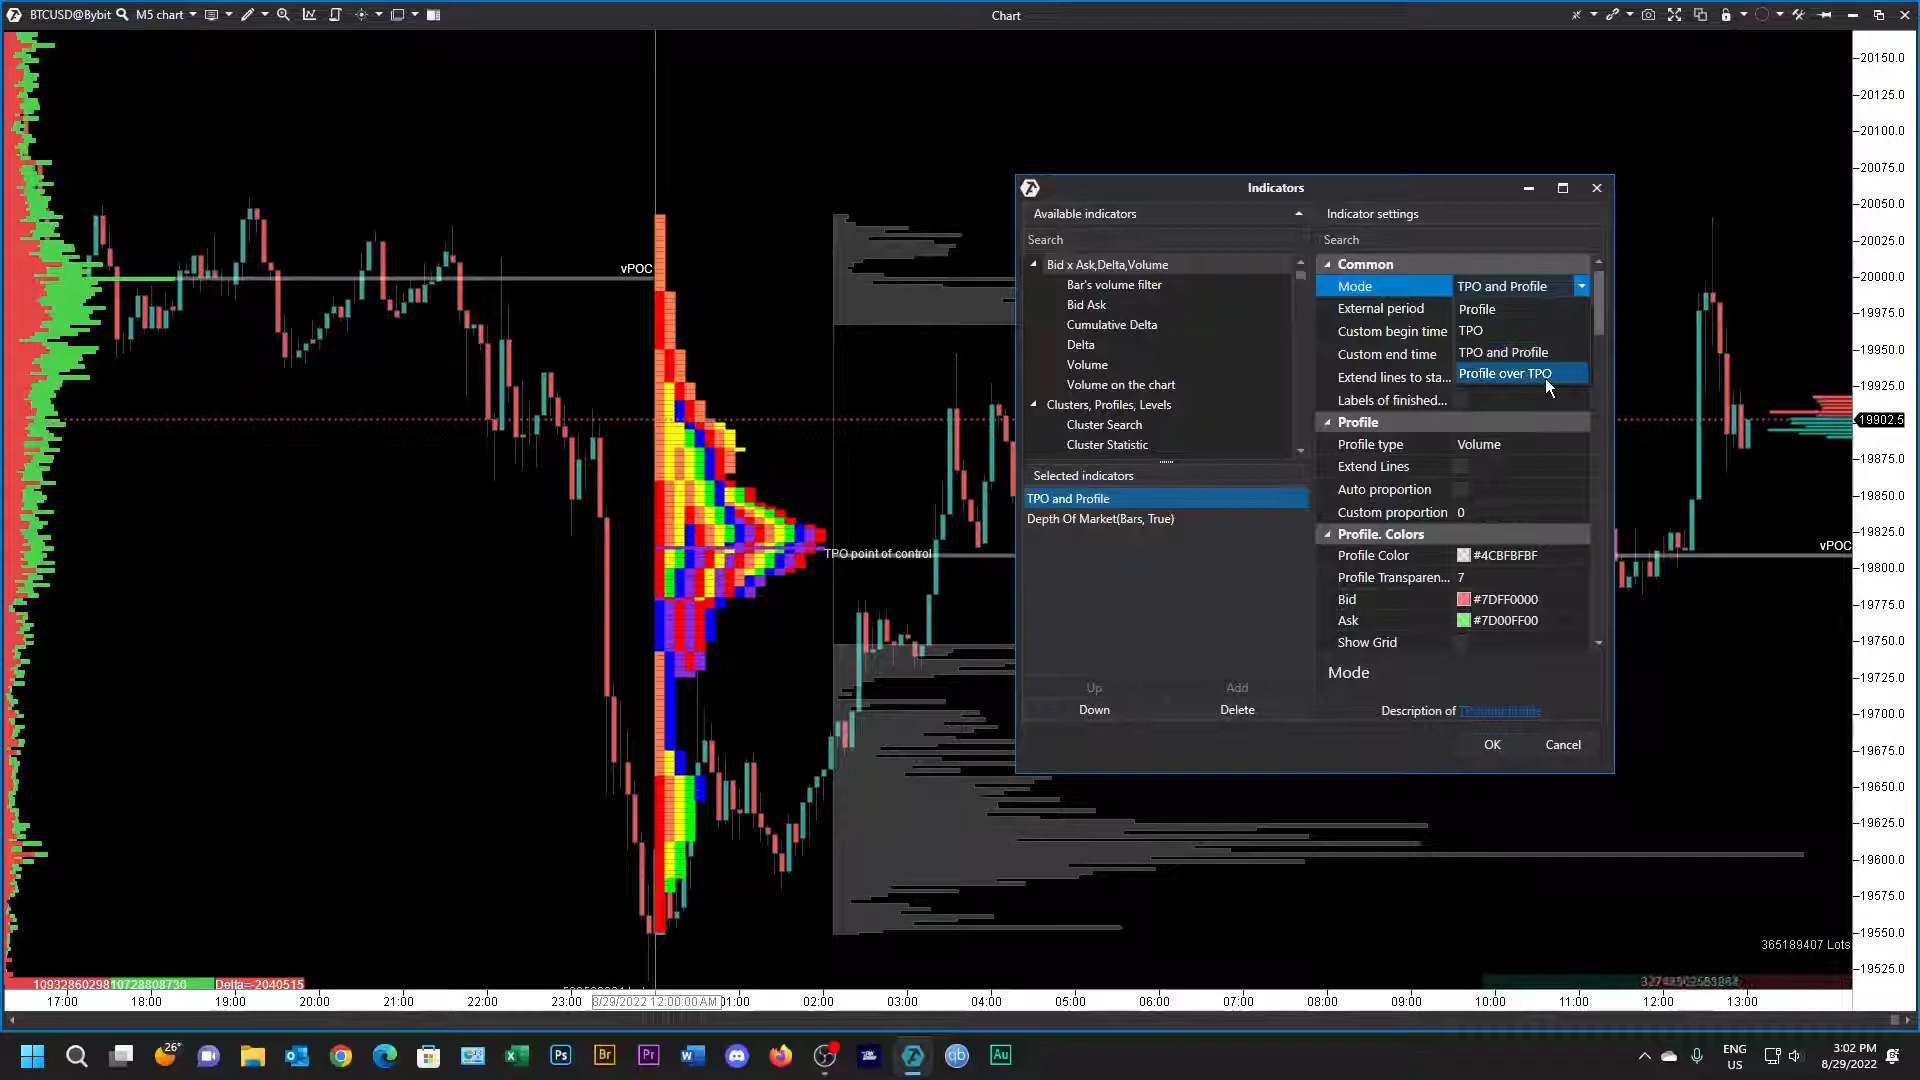 BTCUSD@Bybit M5 chart Chart
vPOC
TPO point of control
vPOC
20150.0
20125.0
20100.0
20075.0
20050.0
20025.0
20000.0
19975.0
19950.0
19925.0
19902.5
19875.0
19850.0
19825.0
19800.0
19775.0
19750.0
19725.0
19700.0
19675.0
19650.0
19625.0
19600.0
19575.0
19550.0
19525.0
Indicators
Available indicators
Search
Bid x Ask,Delta,Volume
Bar's volume filter
Bid Ask
Cumulative Delta
Delta
Volume
Volume on the chart
Clusters, Profiles, Levels
Cluster Search
Cluster Statistic
Selected indicators
TPO and Profile
Depth Of Market(Bars, True)
Up Add
Down Delete
Indicator settings
Search
Common
Mode TPO and Profile
External period
Custom begin time
Custom end time
Extend lines to sta...
Labels of finished...
Profile
TPO
TPO and Profile
Profile over TPO
Profile
Profile type Volume
Extend Lines
Auto proportion
Custom proportion 0
Profile. Colors
Profile Color #4CBFBFBF
Profile Transparen... 7
Bid #7DFF0000
Ask #7D00FF00
Show Grid
Mode
Description of
OK Cancel
365189407 Lots
Delta=-2040515
17:00 18:00 19:00 20:00 21:00 22:00 23:00 8/29/2022 12:00:00 AM 01:00 02:00 03:00 04:00 05:00 06:00 07:00 08:00 09:00 10:00 11:00 12:00 13:00
26°
Ps
Br
Pr
qb
Au
ENG
US
3:02 PM
8/29/2022